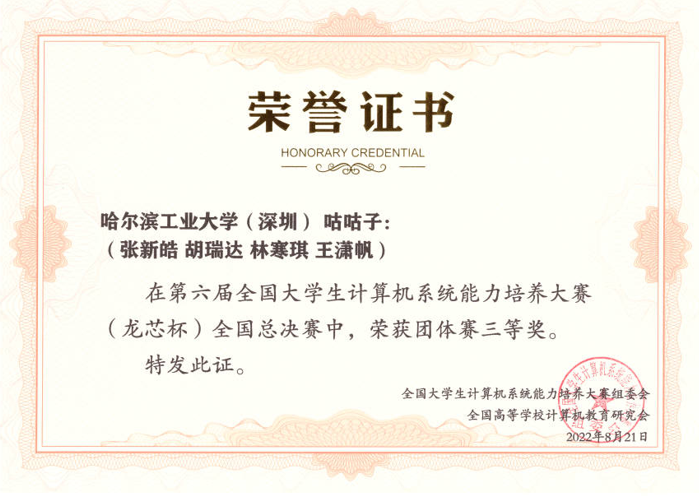 荣誉证书
HONORARY CREDENTIAL
哈尔滨工业大学（深圳） 咕咕子：
（张新皓 胡瑞达 林寒琪 王潇帆）
在第六届全国大学生计算机系统能力培养大赛
（龙芯杯）全国总决赛中，荣获团体赛三等奖。
特发此证。
全国大学生计算机系统能力培养大赛组委会
全国高等学校计算机教育研究会
2022年8月21日